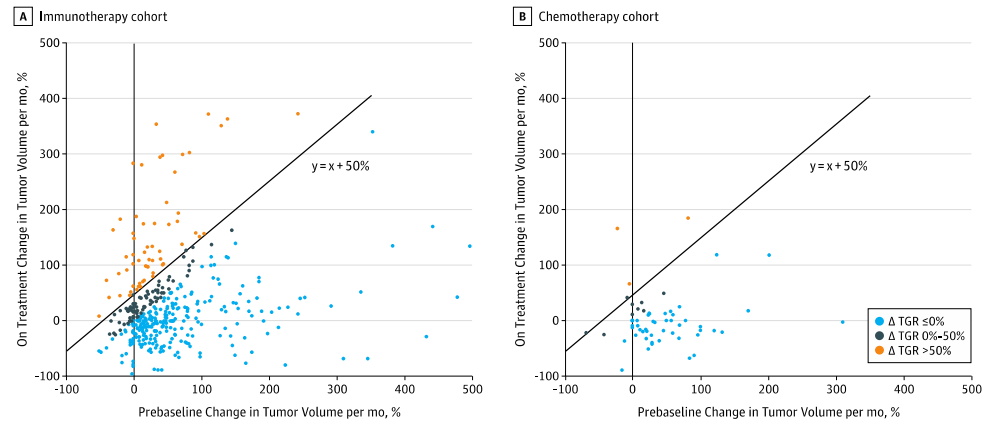 A Immunotherapy cohort
500
400
300
200
100
0
-100
On Treatment Change in Tumor Volume per mo, %
y = x + 50%
-100 0 100 200 300 400 500
Prebaseline Change in Tumor Volume per mo, %
B Chemotherapy cohort
500
400
300
200
100
0
-100
On Treatment Change in Tumor Volume per mo, %
y = x + 50%
Δ TGR ≤0%
Δ TGR 0%-50%
Δ TGR >50%
-100 0 100 200 300 400 500
Prebaseline Change in Tumor Volume per mo, %